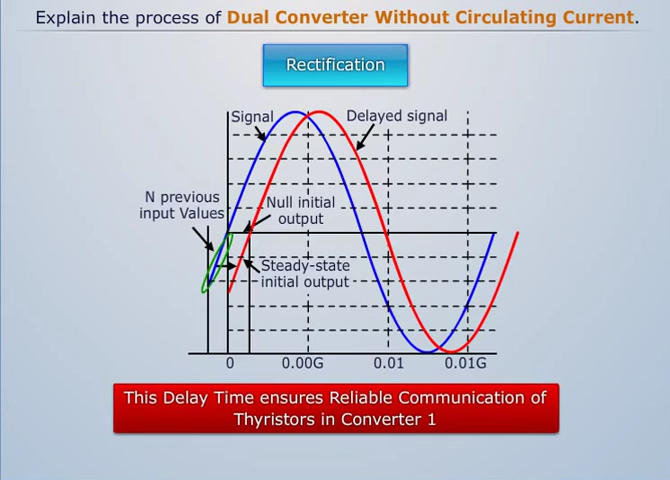 Explain the process of Dual Converter Without Circulating Current.
Rectification
Signal
Delayed signal
N previous
input Values
Null initial
output
Steady-state
initial output
0
0.00G
0.01
0.01G
This Delay Time ensures Reliable Communication of
Thyristors in Converter 1